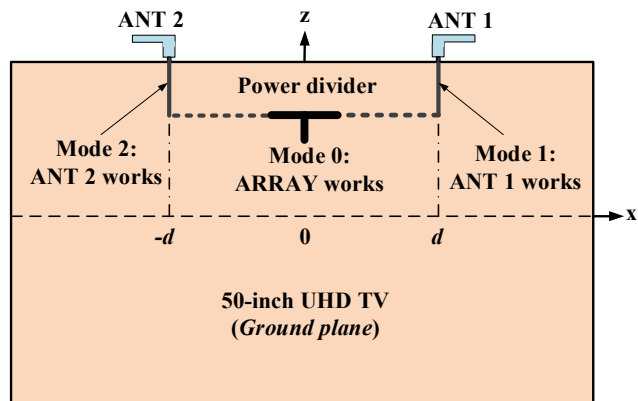 ANT 2
z
ANT 1
Power divider
Mode 2:
ANT 2 works
Mode 0:
ARRAY works
Mode 1:
ANT 1 works
x
-d
0
d
50-inch UHD TV
(Ground plane)